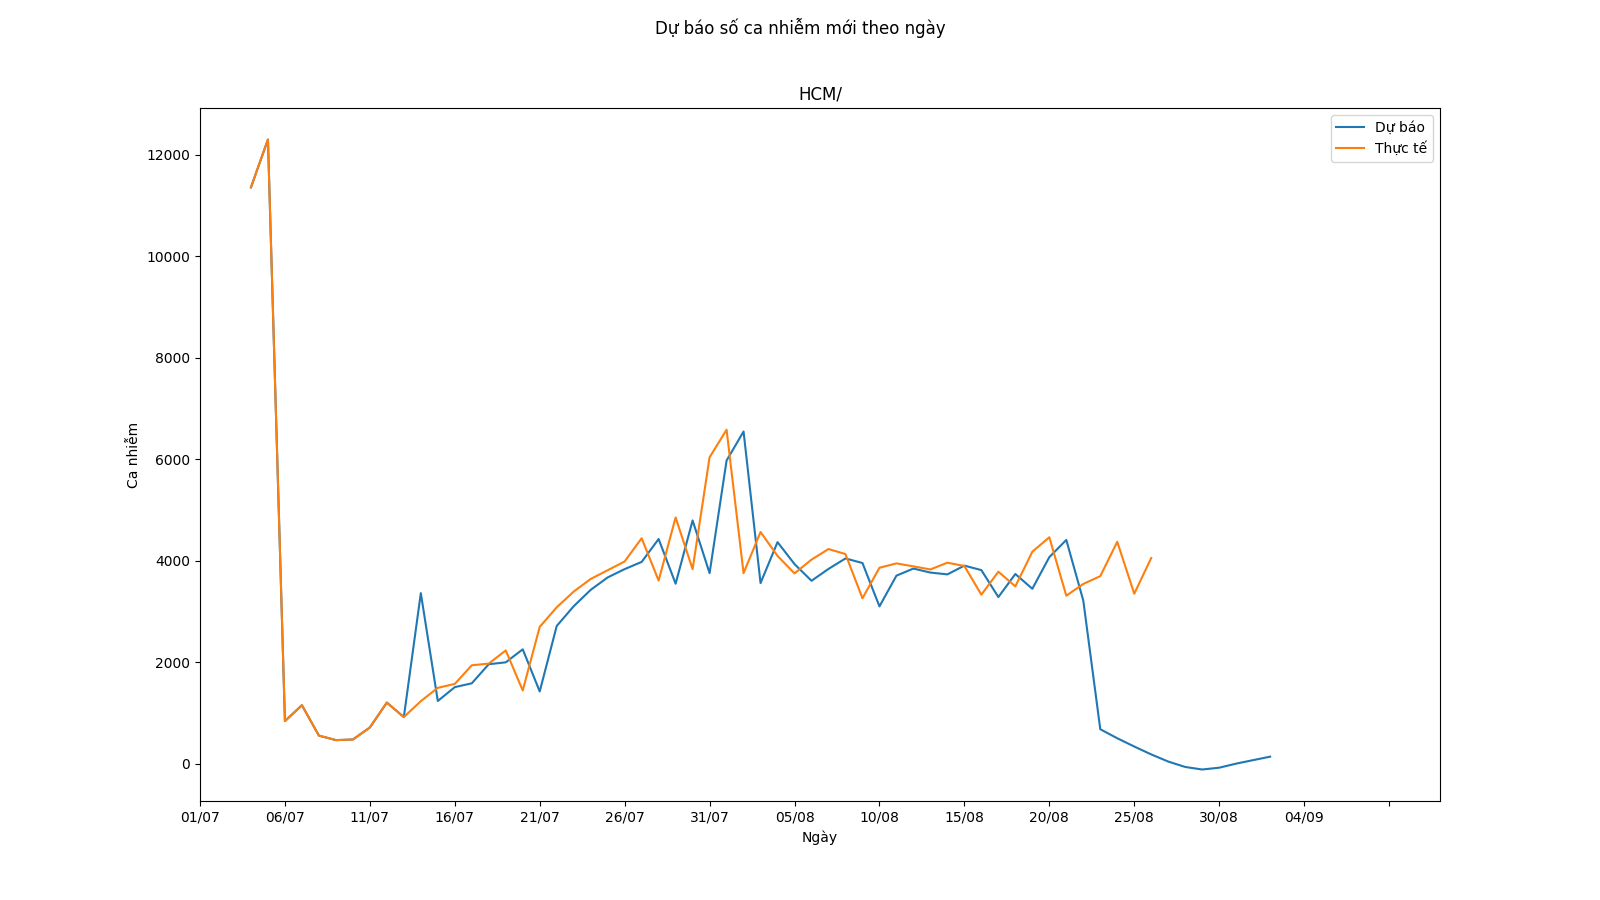 Dự báo số ca nhiễm mới theo ngày
HCM/
Dự báo
Thực tế
Ca nhiễm
12000
10000
8000
6000
4000
2000
0
01/07 06/07 11/07 16/07 21/07 26/07 31/07 05/08 10/08 15/08 20/08 25/08 30/08 04/09
Ngày